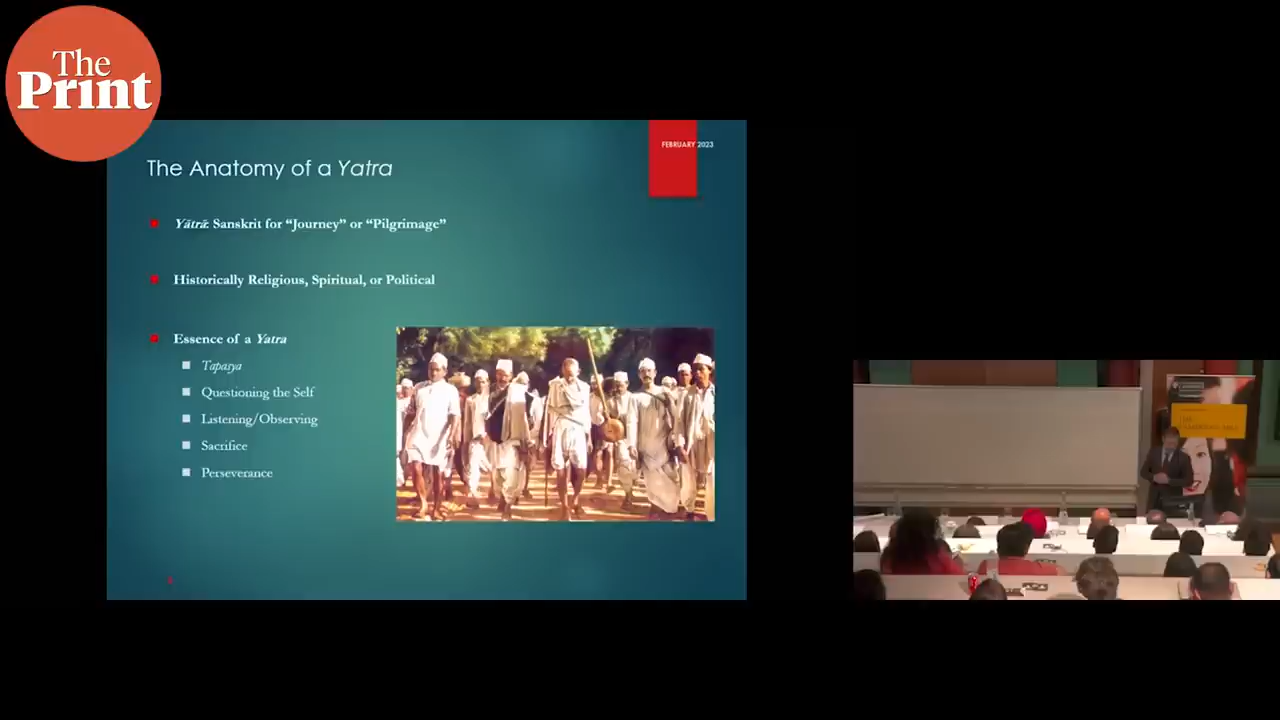 The
Print
FEBRUARY 2023
The Anatomy of a Yatra
Yātrā: Sanskrit for “Journey” or “Pilgrimage”
Historically Religious, Spiritual, or Political
Essence of a Yatra
Tapasya
Questioning the Self
Listening/Observing
Sacrifice
Perseverance